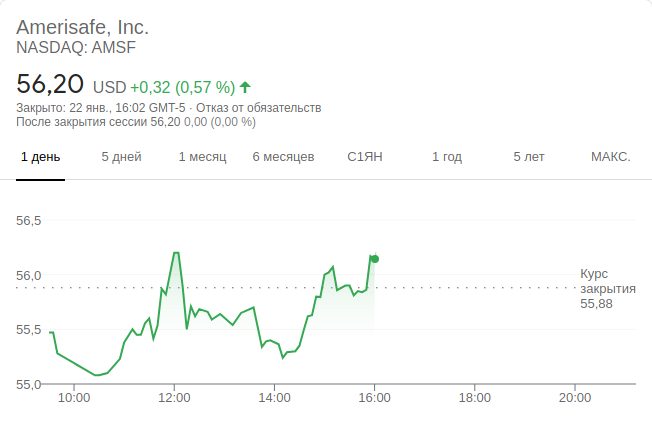 Amerisafe, Inc.
NASDAQ: AMSF
56,20 USD +0,32 (0,57 %)
Закрыто: 22 янв., 16:02 GMT-5 · Отказ от обязательств
После закрытия сессии 56,20 0,00 (0,00 %)
1 день 5 дней 1 месяц 6 месяцев С1ЯН 1 год 5 лет МАКС.
56,5
56,0
55,5
55,0
Курс
закрытия
55,88
10:00 12:00 14:00 16:00 18:00 20:00